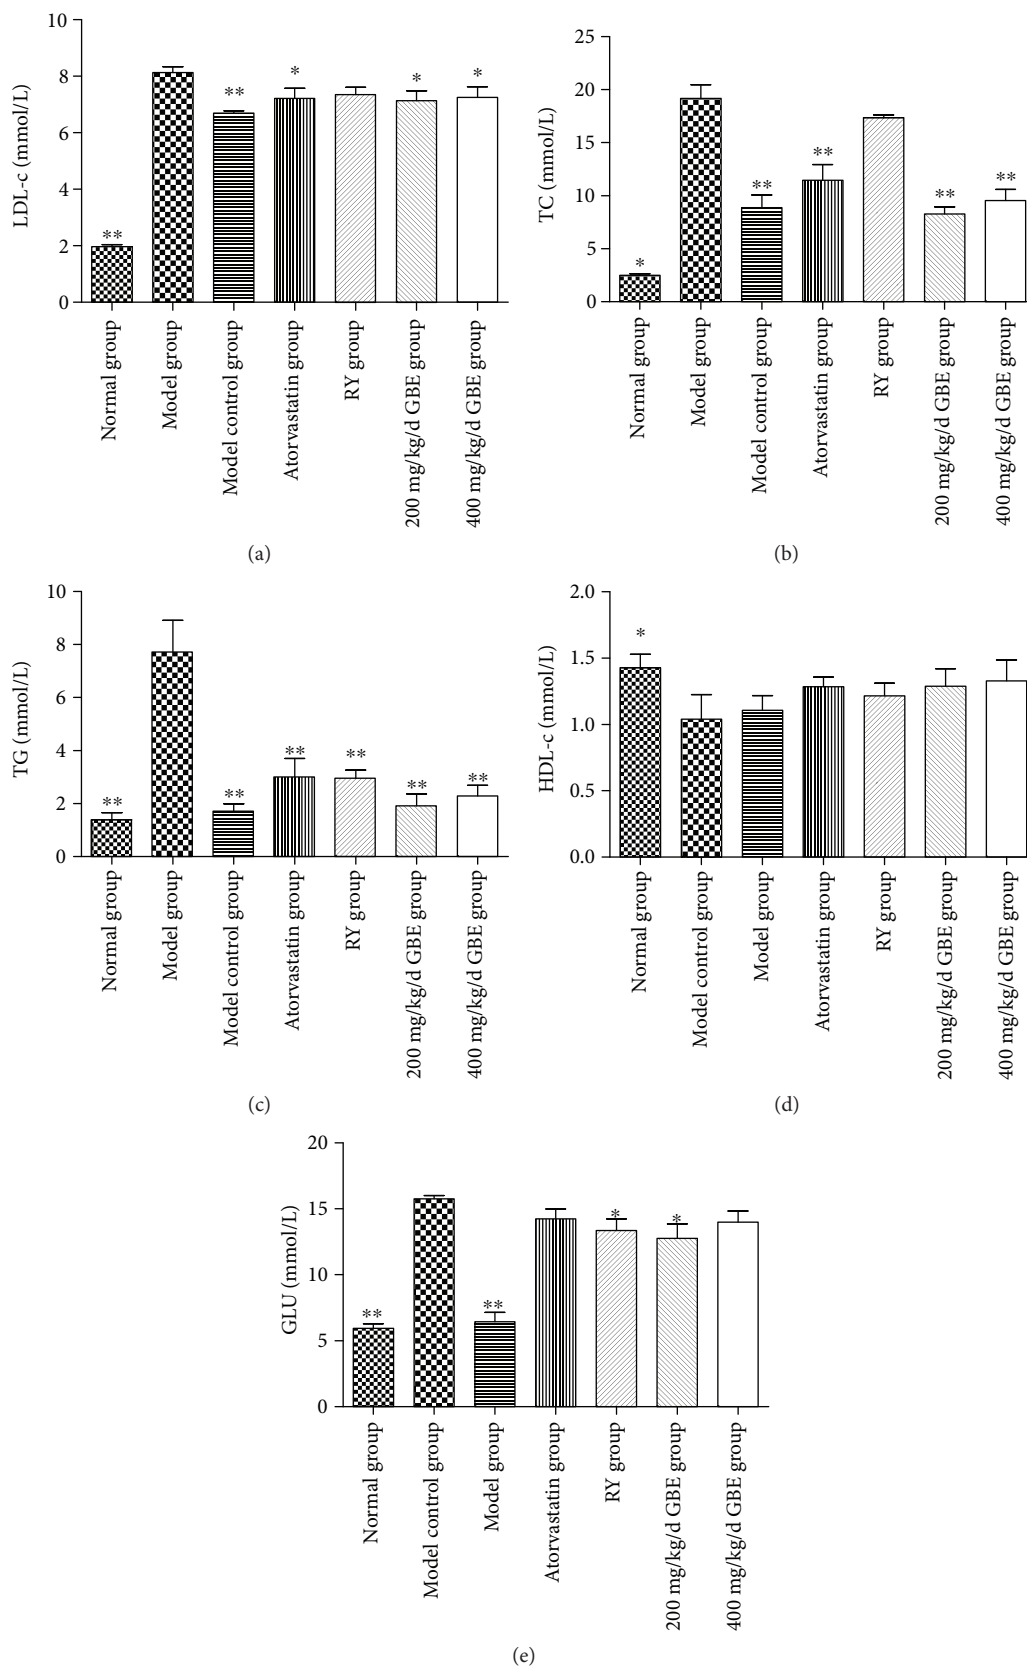 10
8
6
4
2
0
LDL-c (mmol/L)
**
**
*
*
*
Normal group
Model group
Model control group
Atorvastatin group
RY group
200 mg/kg/d GBE group
400 mg/kg/d GBE group
(a)
25
20
15
10
5
0
TC (mmol/L)
*
**
**
**
**
Normal group
Model group
Model control group
Atorvastatin group
RY group
200 mg/kg/d GBE group
400 mg/kg/d GBE group
(b)
10
8
6
4
2
0
TG (mmol/L)
**
**
**
**
**
**
Normal group
Model group
Model control group
Atorvastatin group
RY group
200 mg/kg/d GBE group
400 mg/kg/d GBE group
(c)
2.0
1.5
1.0
0.5
0.0
HDL-c (mmol/L)
*
Normal group
Model control group
Model group
Atorvastatin group
RY group
200 mg/kg/d GBE group
400 mg/kg/d GBE group
(d)
20
15
10
5
0
GLU (mmol/L)
**
**
*
*
Normal group
Model control group
Model group
Atorvastatin group
RY group
200 mg/kg/d GBE group
400 mg/kg/d GBE group
(e)